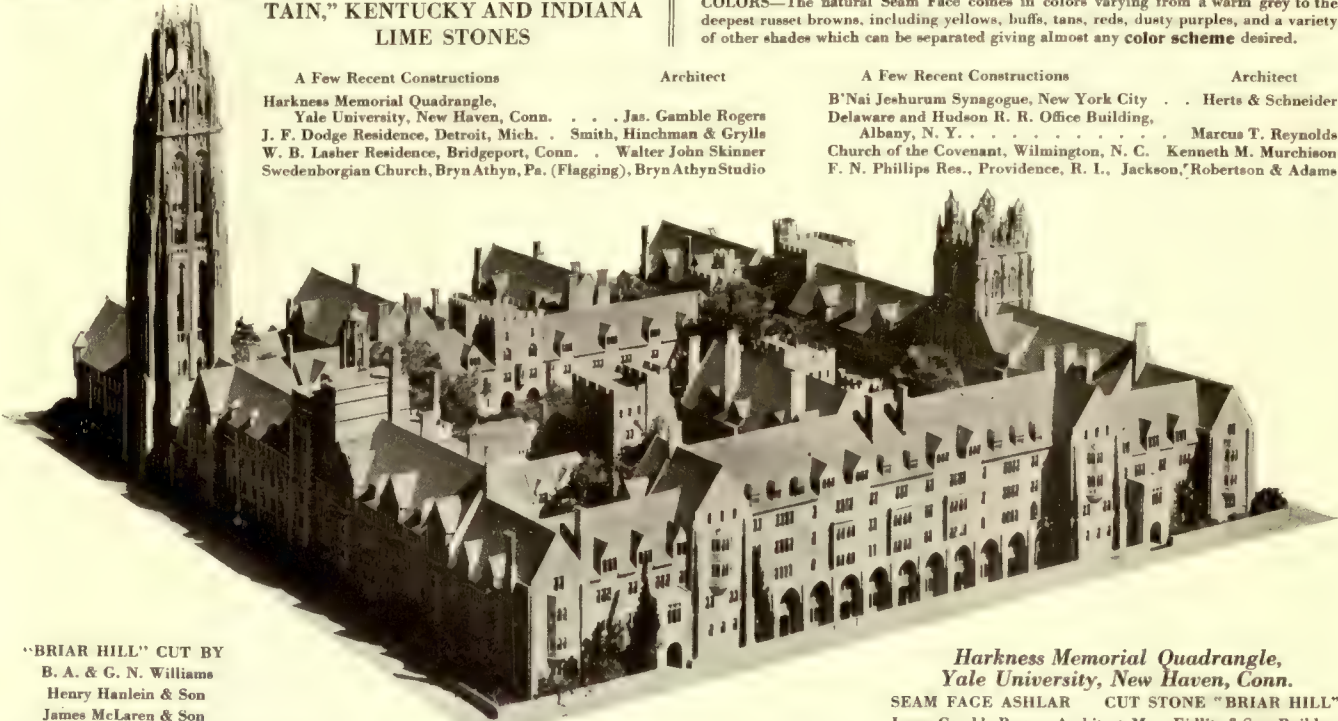 TAIN,” KENTUCKY AND INDIANA
LIME STONES
A Few Recent Constructions Architect
Harkness Memorial Quadrangle,
Yale University, New Haven, Conn. . . . Jas. Gamble Rogers
J. F. Dodge Residence, Detroit, Mich. . Smith, Hinchman & Grylls
W. B. Lasher Residence, Bridgeport, Conn. . Walter John Skinner
Swedenborgian Church, Bryn Athyn, Pa. (Flagging), Bryn Athyn Studio
COLORS—The natural Seam Face comes in colors varying from a warm grey to the
deepest russet browns, including yellows, buffs, tans, reds, dusty purples, and a variety
of other shades which can be separated giving almost any color scheme desired.
A Few Recent Constructions Architect
B'Nai Jeshurum Synagogue, New York City . . Herts & Schneider
Delaware and Hudson R. R. Office Building,
Albany, N. Y. . . . . . . . . . . . Marcus T. Reynolds
Church of the Covenant, Wilmington, N. C. Kenneth M. Murchison
F. N. Phillips Res., Providence, R. I., Jackson, Robertson & Adams
“BRIAR HILL” CUT BY
B. A. & G. N. Williams
Henry Hanlein & Son
James McLaren & Son
Harkness Memorial Quadrangle,
Yale University, New Haven, Conn.
SEAM FACE ASHLAR CUT STONE “BRIAR HILL”